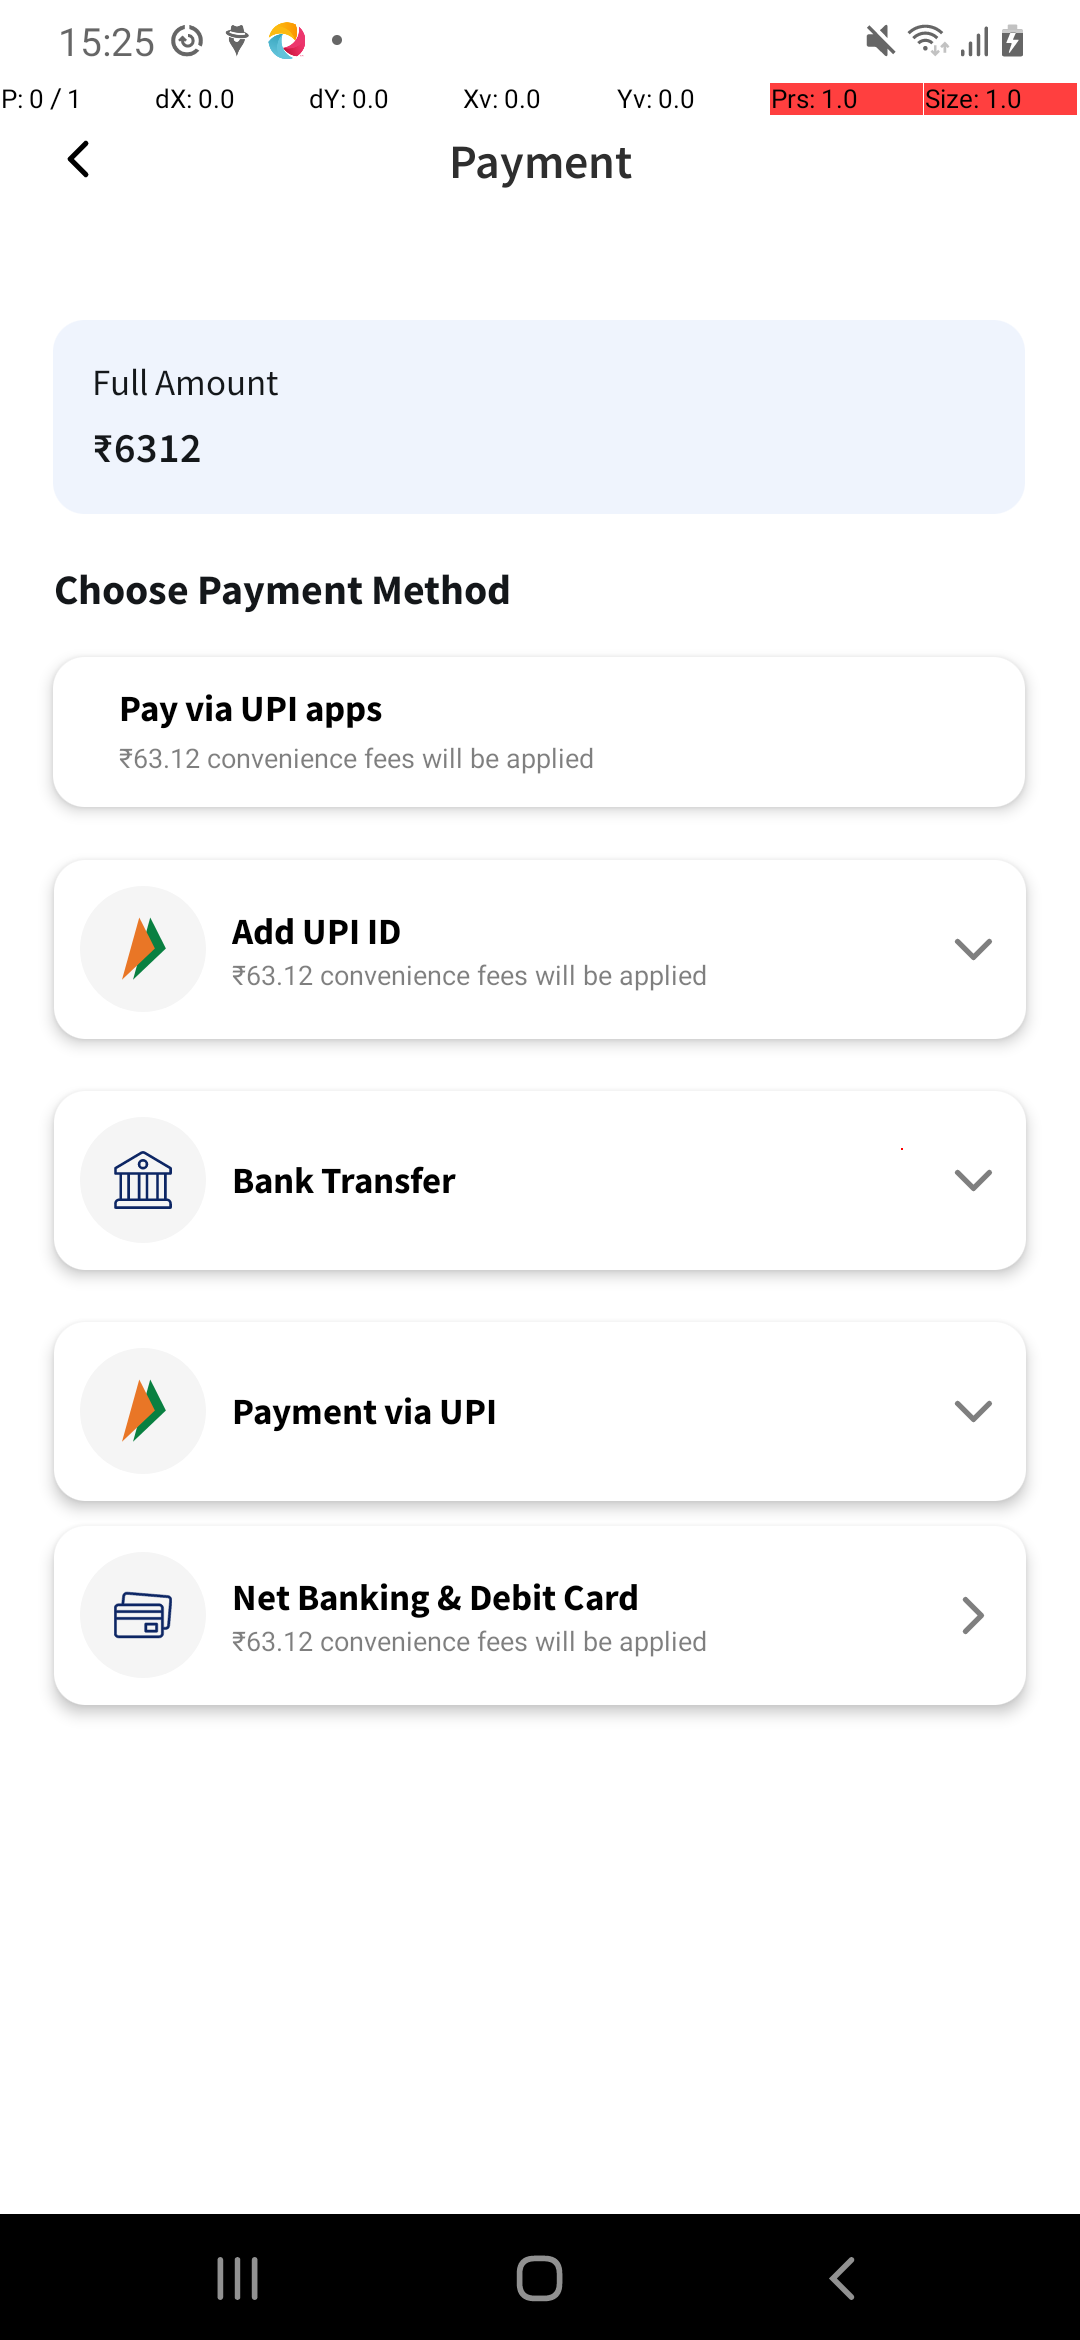 15:25
P: 0 / 1 dX: 0.0 dY: 0.0 Xv: 0.0 Yv: 0.0 Prs: 1.0 Size: 1.0
Payment
Full Amount
₹6312
Choose Payment Method
Pay via UPI apps
₹63.12 convenience fees will be applied
Add UPI ID
₹63.12 convenience fees will be applied
Bank Transfer
Payment via UPI
Net Banking & Debit Card
₹63.12 convenience fees will be applied